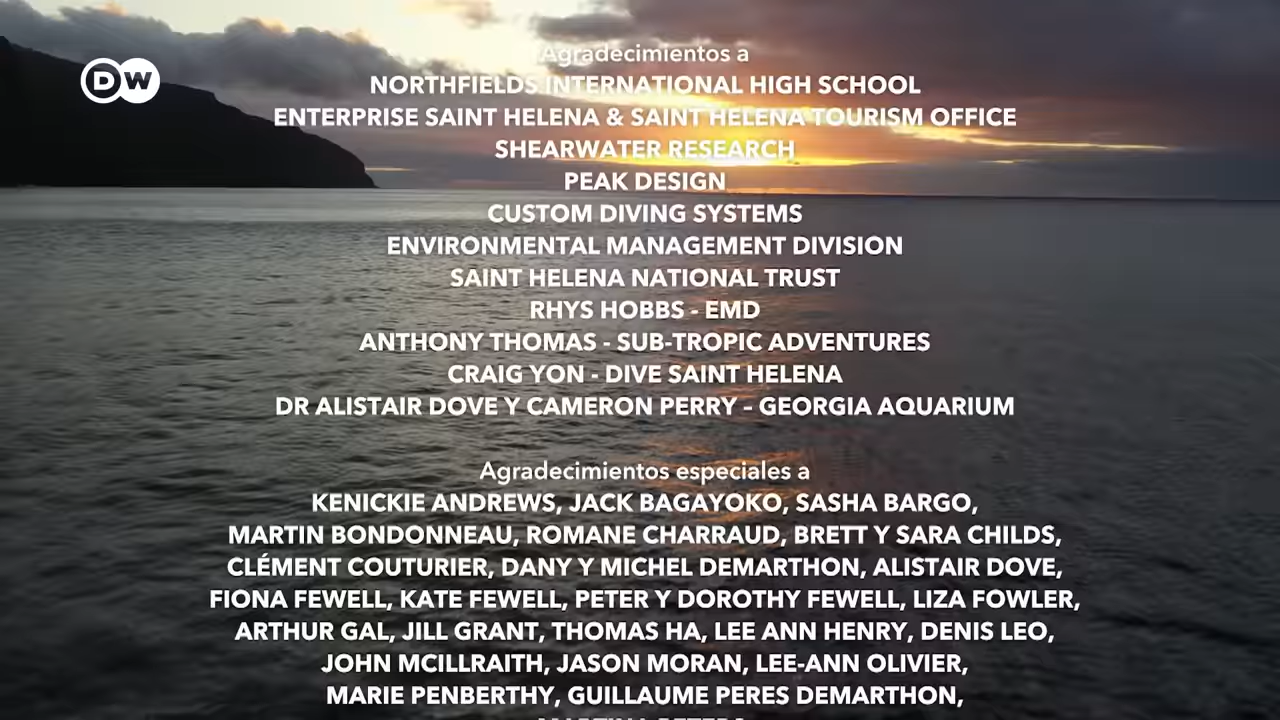 DW
Agradecimientos a
NORTHFIELDS INTERNATIONAL HIGH SCHOOL
ENTERPRISE SAINT HELENA & SAINT HELENA TOURISM OFFICE
SHEARWATER RESEARCH
PEAK DESIGN
CUSTOM DIVING SYSTEMS
ENVIRONMENTAL MANAGEMENT DIVISION
SAINT HELENA NATIONAL TRUST
RHYS HOBBS - EMD
ANTHONY THOMAS - SUB-TROPIC ADVENTURES
CRAIG YON - DIVE SAINT HELENA
DR ALISTAIR DOVE Y CAMERON PERRY – GEORGIA AQUARIUM
Agradecimientos especiales a
KENICKIE ANDREWS, JACK BAGAYOKO, SASHA BARGO,
MARTIN BONDONNEAU, ROMANE CHARRAUD, BRETT Y SARA CHILDS,
CLÉMENT COUTURIER, DANY Y MICHEL DEMARTHON, ALISTAIR DOVE,
FIONA FEWELL, KATE FEWELL, PETER Y DOROTHY FEWELL, LIZA FOWLER,
ARTHUR GAL, JILL GRANT, THOMAS HA, LEE ANN HENRY, DENIS LEO,
JOHN MCILLRAITH, JASON MORAN, LEE-ANN OLIVIER,
MARIE PENBERTHY, GUILLAUME PERES DEMARTHON,